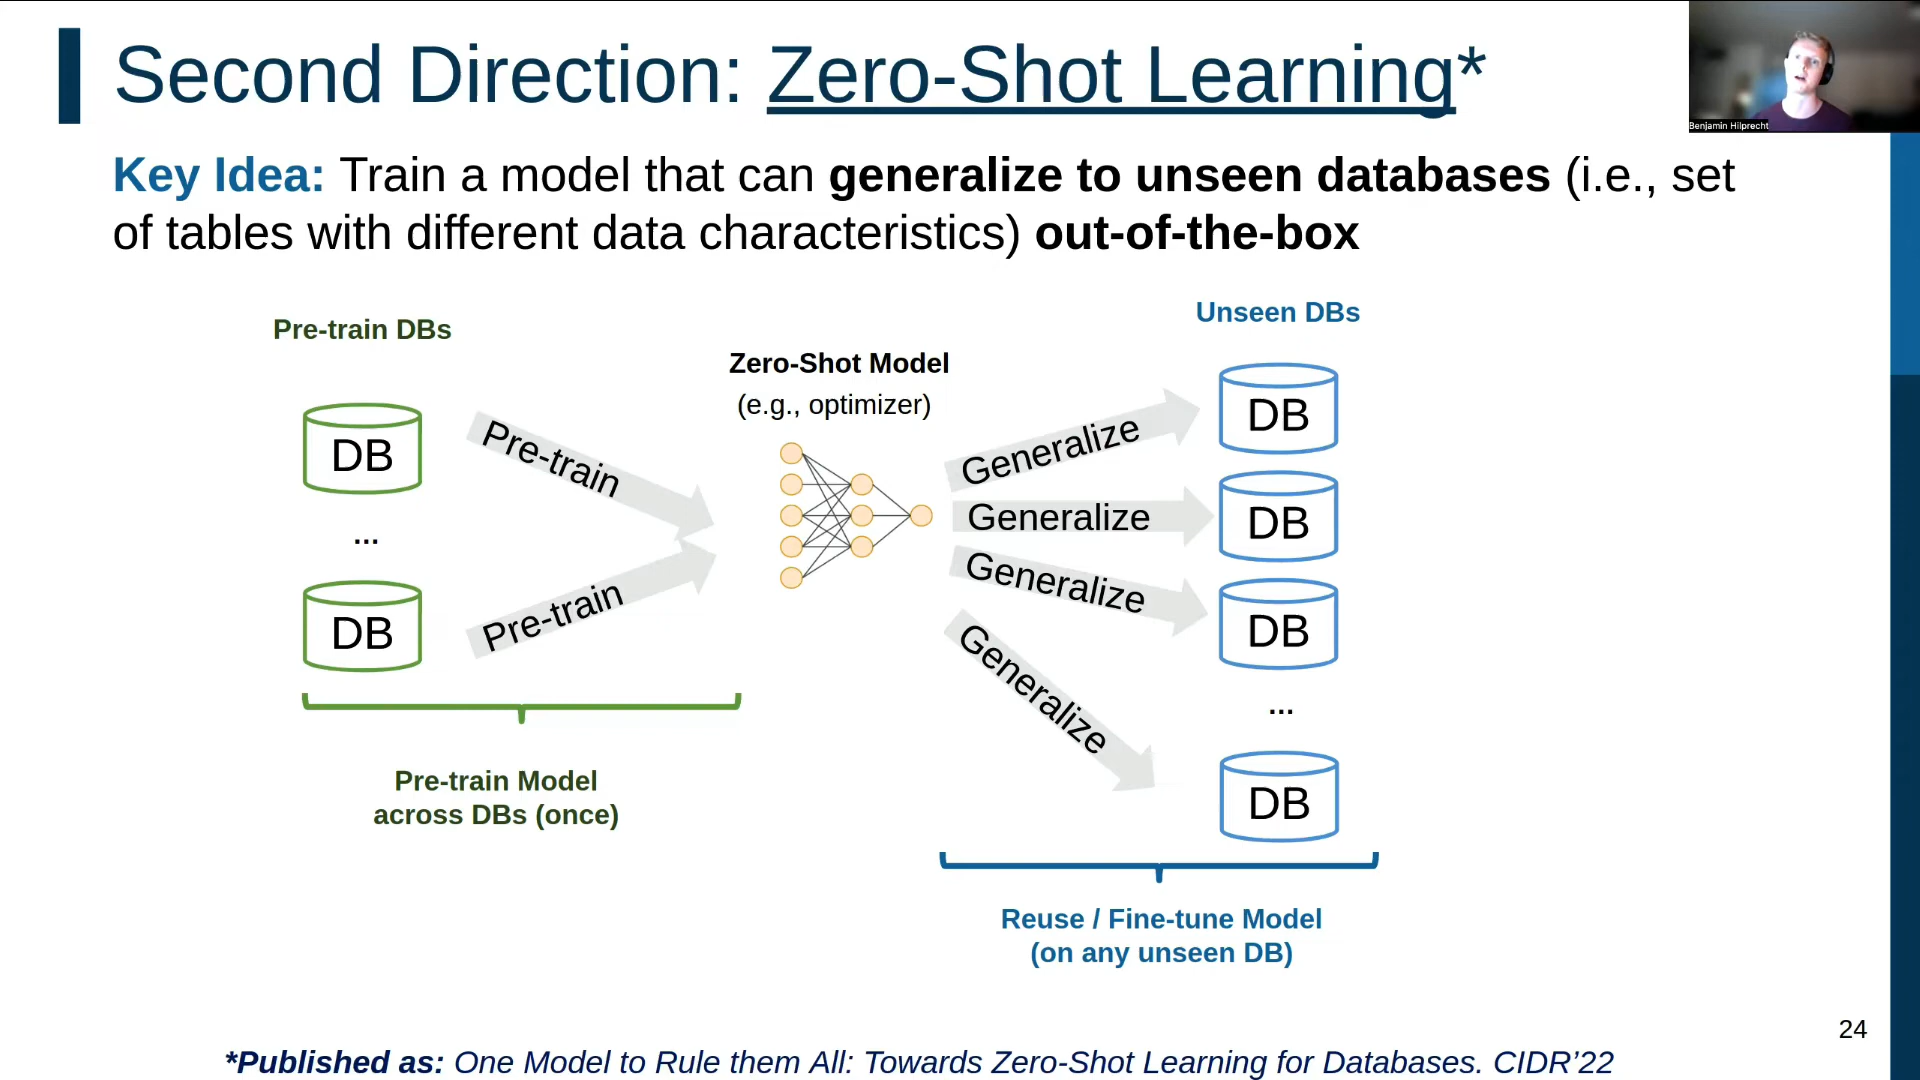 Second Direction: Zero-Shot Learning*
Benjamin Hilprecht
Key Idea: Train a model that can generalize to unseen databases (i.e., set
of tables with different data characteristics) out-of-the-box
Pre-train DBs
Unseen DBs
Zero-Shot Model
(e.g., optimizer)
DB
...
DB
Pre-train
Pre-train
Generalize
Generalize
Generalize
Generalize
DB
DB
DB
...
DB
Pre-train Model
across DBs (once)
Reuse / Fine-tune Model
(on any unseen DB)
24
*Published as: One Model to Rule them All: Towards Zero-Shot Learning for Databases. CIDR’22